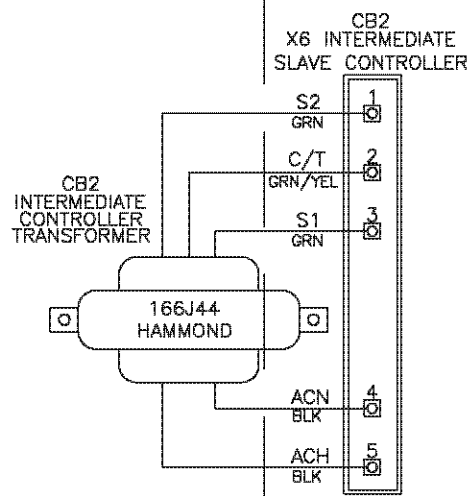 CB2
X6 INTERMEDIATE
SLAVE CONTROLLER
1
S2
GRN
2
C/T
GRN/YEL
3
S1
GRN
CB2
INTERMEDIATE
CONTROLLER
TRANSFORMER
166J44
HAMMOND
4
ACN
BLK
5
ACH
BLK